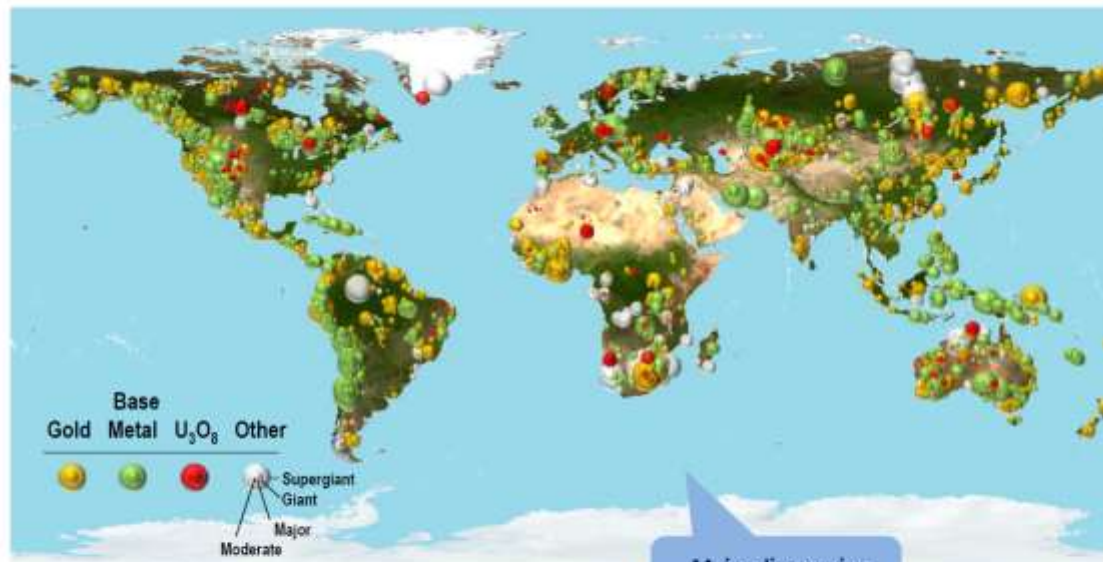 Base
Gold Metal U₃O₈ Other
Supergiant
Giant
Major
Moderate